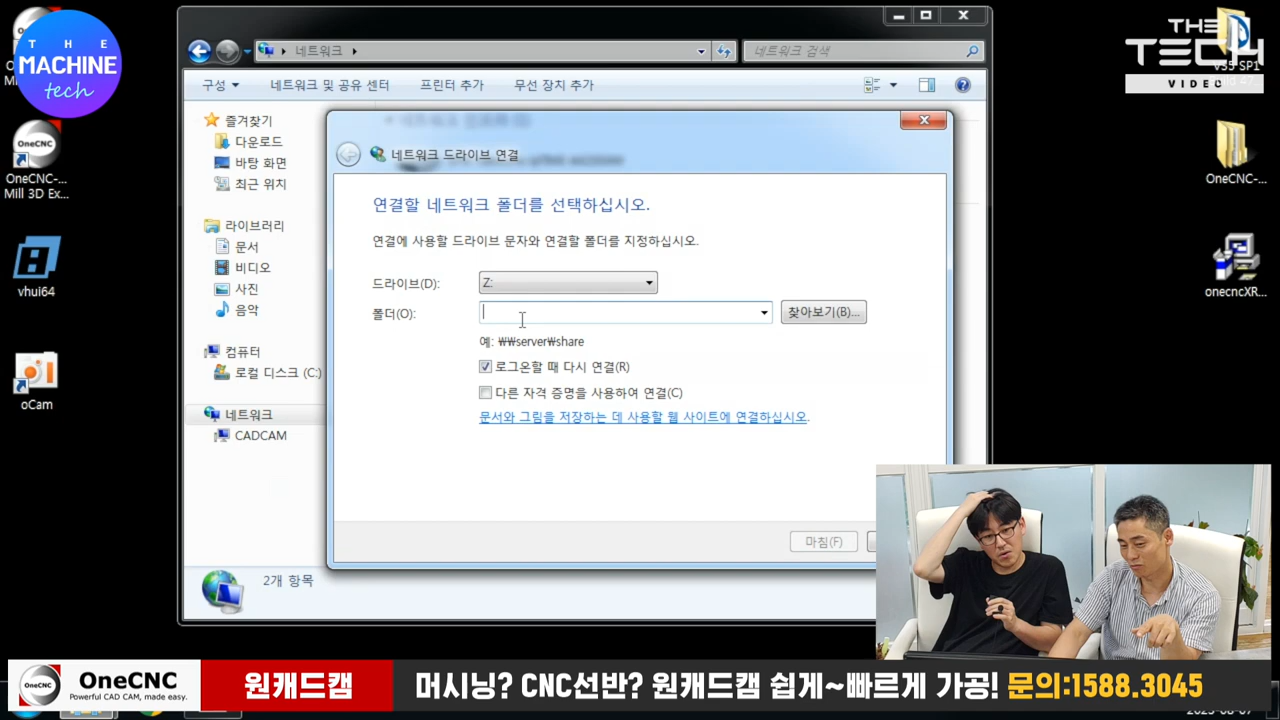 THE
MACHINE
tech
THE
TECH
VIDEO
V55 SP1
OneCNC
OneCNC-...
Mill 3D Ex...
vhui64
oCam
OneCNC-...
onecncXR...
네트워크
네트워크 검색
구성
네트워크 및 공유 센터
프린터 추가
무선 장치 추가
즐겨찾기
다운로드
바탕 화면
최근 위치
라이브러리
문서
비디오
사진
음악
컴퓨터
로컬 디스크 (C:)
네트워크
CADCAM
2개 항목
네트워크 드라이브 연결
연결할 네트워크 폴더를 선택하십시오.
연결에 사용할 드라이브 문자와 연결할 폴더를 지정하십시오.
드라이브(D):
Z:
폴더(O):
찾아보기(B)...
예: ₩₩server₩share
로그온할 때 다시 연결(R)
다른 자격 증명을 사용하여 연결(C)
문서와 그림을 저장하는 데 사용할 웹 사이트에 연결하십시오.
마침(F)
OneCNC
OneCNC
Powerful CAD CAM, made easy.
원캐드캠
머시닝? CNC선반? 원캐드캠 쉽게~빠르게 가공! 문의:1588.3045